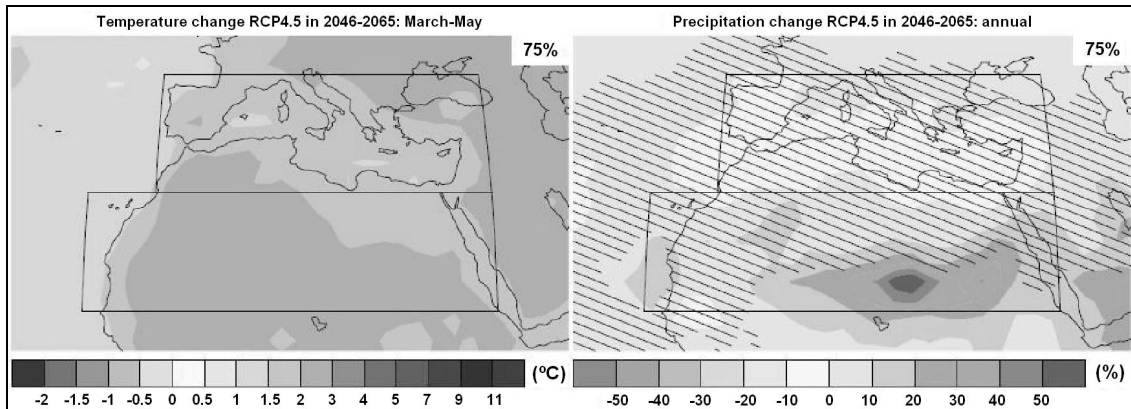 Temperature change RCP4.5 in 2046-2065: March-May
75%
-2 -1.5 -1 -0.5 0 0.5 1 1.5 2 3 4 5 7 9 11
(ºC)
Precipitation change RCP4.5 in 2046-2065: annual
75%
-50 -40 -30 -20 -10 0 10 20 30 40 50
(%)